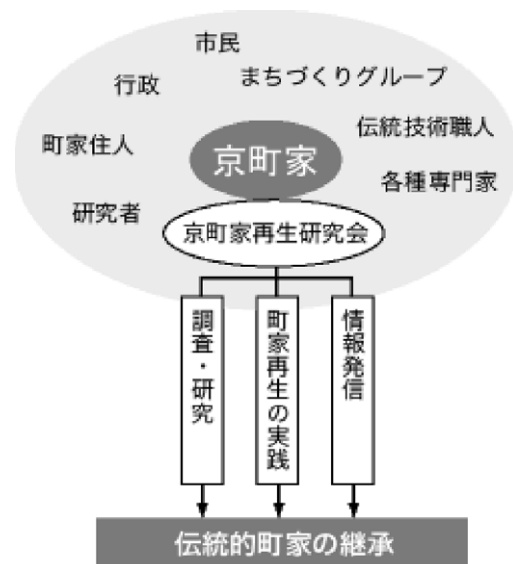 市民
まちづくりグループ
行政
伝統技術職人
町家住人
京町家
各種専門家
研究者
京町家再生研究会
調査・研究
町家再生の実践
情報発信
伝統的町家の継承